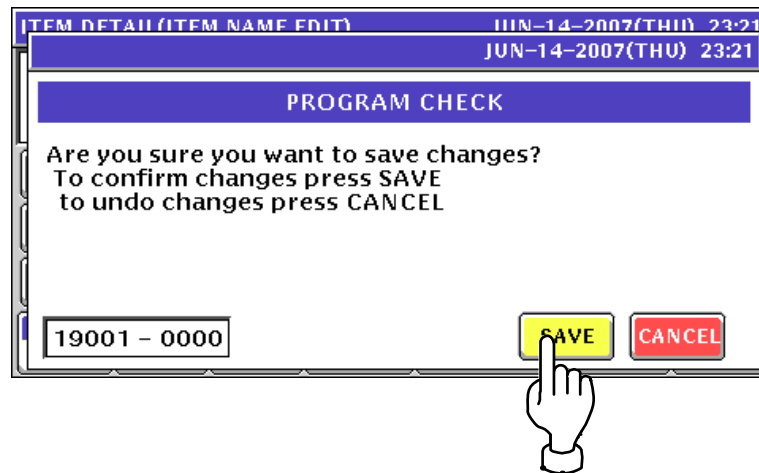 ITEM DETAIL(ITEM NAME EDIT) JUN-14-2007(THU) 23:21
JUN-14-2007(THU) 23:21
PROGRAM CHECK
Are you sure you want to save changes?
To confirm changes press SAVE
to undo changes press CANCEL
19001 - 0000 SAVE CANCEL